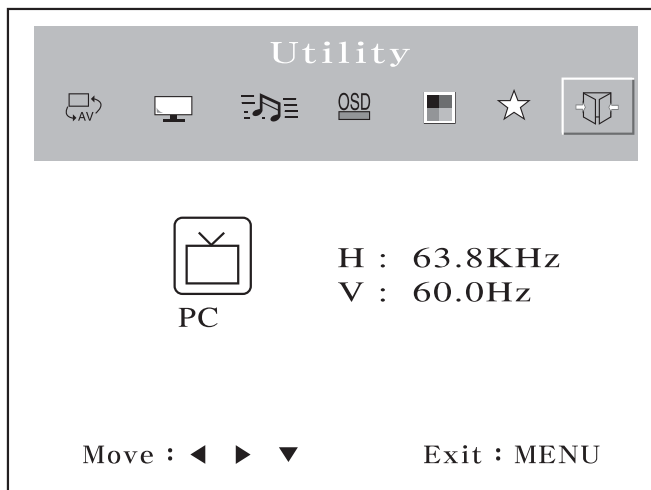 Utility
AV
OSD
H : 63.8KHz
V : 60.0Hz
PC
Move : ◀ ▶ ▼ Exit : MENU